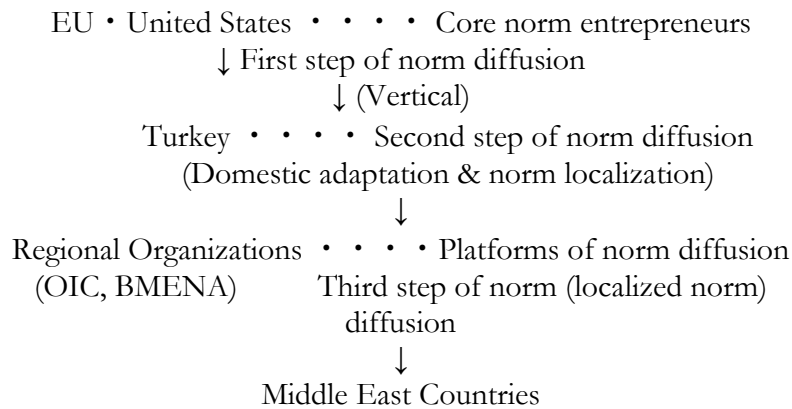 EU・United States ・・・・ Core norm entrepreneurs
↓ First step of norm diffusion
↓ (Vertical)
Turkey ・・・・ Second step of norm diffusion
(Domestic adaptation & norm localization)
↓
Regional Organizations ・・・・Platforms of norm diffusion
(OIC, BMENA) Third step of norm (localized norm)
diffusion
↓
Middle East Countries